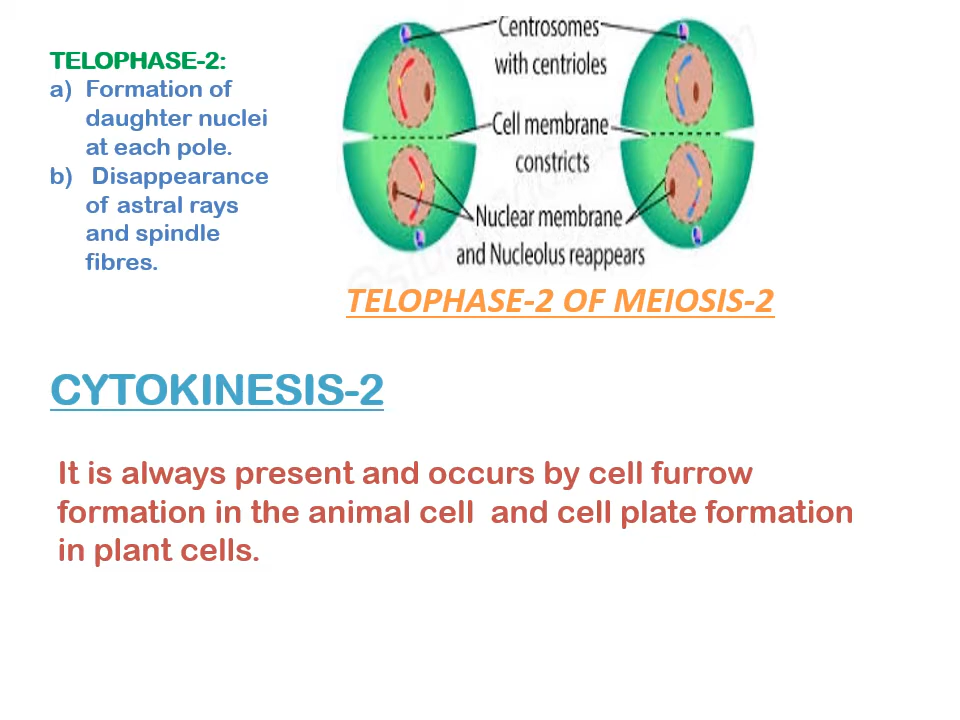 TELOPHASE-2:
a) Formation of
daughter nuclei
at each pole.
b) Disappearance
of astral rays
and spindle
fibres.
Centrosomes
with centrioles
Cell membrane
constricts
Nuclear membrane
and Nucleolus reappears
TELOPHASE-2 OF MEIOSIS-2
CYTOKINESIS-2
It is always present and occurs by cell furrow
formation in the animal cell and cell plate formation
in plant cells.